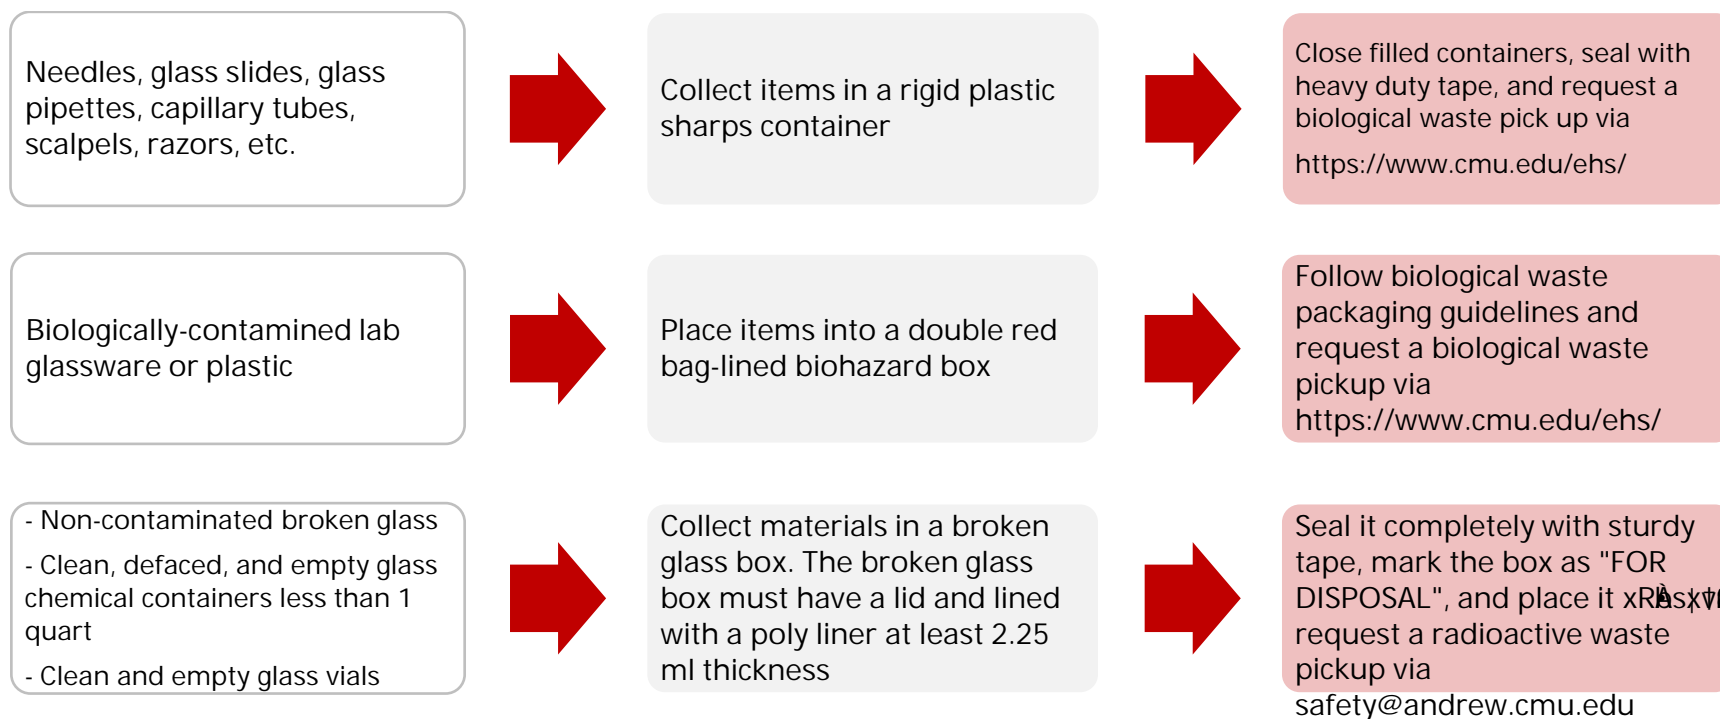 Needles, glass slides, glass
pipettes, capillary tubes,
scalpels, razors, etc.
Collect items in a rigid plastic
sharps container
Close filled containers, seal with
heavy duty tape, and request a
biological waste pick up via
https://www.cmu.edu/ehs/
Biologically-contamined lab
glassware or plastic
Place items into a double red
bag-lined biohazard box
Follow biological waste
packaging guidelines and
request a biological waste
pickup via
https://www.cmu.edu/ehs/
- Non-contaminated broken glass
- Clean, defaced, and empty glass
chemical containers less than 1
quart
- Clean and empty glass vials
Collect materials in a broken
glass box. The broken glass
box must have a lid and lined
with a poly liner at least 2.25
ml thickness
Seal it completely with sturdy
tape, mark the box as "FOR
DISPOSAL", and place it
request a radioactive waste
pickup via
safety@andrew.cmu.edu